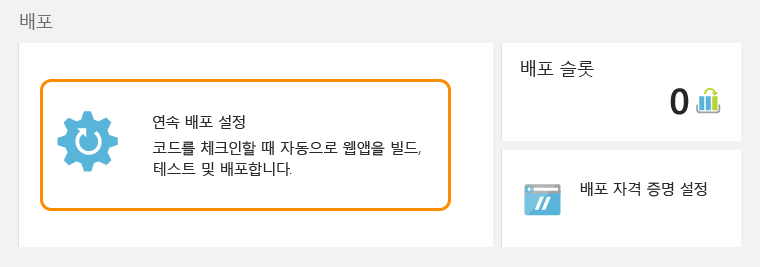 배포
연속 배포 설정
코드를 체크인할 때 자동으로 웹앱을 빌드,
테스트 및 배포합니다.
배포 슬롯
0
배포 자격 증명 설정